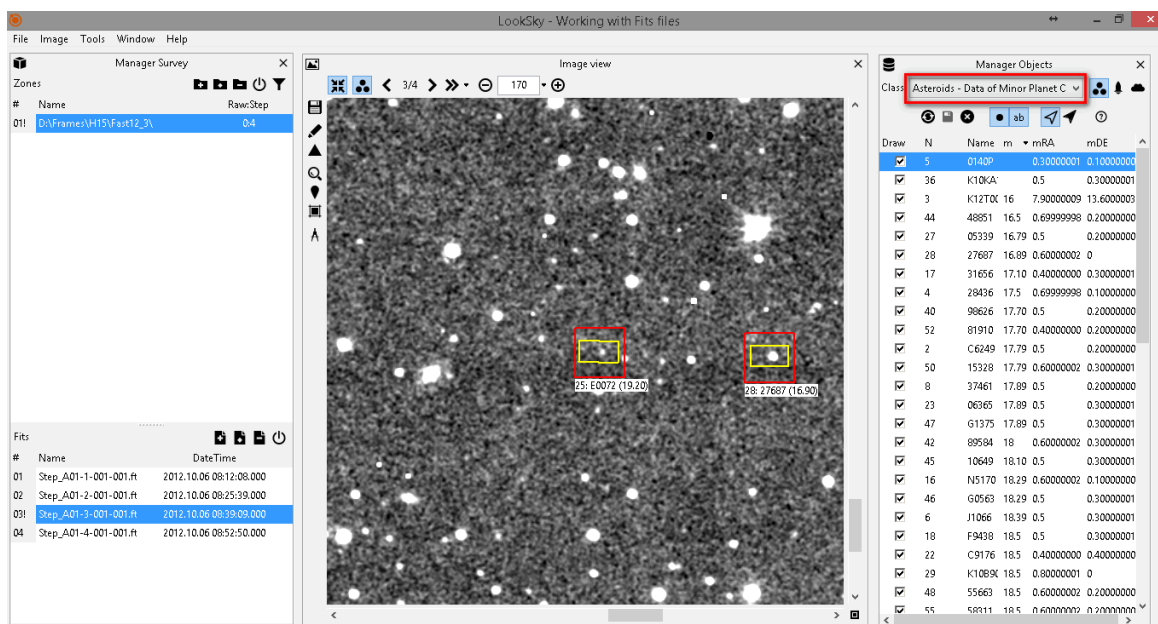 LookSky - Working with Fits files
File Image Tools Window Help
Manager Survey
Zones
# Name Raw:Step
01! D:\Frames\H15\Fast12_3\ 0:4
Fits
# Name DateTime
01 Step_A01-1-001-001.ft 2012.10.06 08:12:08.000
02 Step_A01-2-001-001.ft 2012.10.06 08:25:39.000
03! Step_A01-3-001-001.ft 2012.10.06 08:39:09.000
04 Step_A01-4-001-001.ft 2012.10.06 08:52:50.000
Image view
3/4 170
25: E0072 (19.20)
28: 27687 (16.90)
Manager Objects
Class Asteroids - Data of Minor Planet C
ab
Draw N Name m mRA mDE
5 0140P 0.30000001 0.10000000
36 K10KA 0.5 0.30000001
3 K12T0 16 7.90000009 13.6000003
44 48851 16.5 0.69999998 0.20000000
27 05339 16.79 0.5 0.20000000
28 27687 16.89 0.60000002 0
17 31656 17.10 0.40000000 0.30000001
4 28436 17.5 0.69999998 0.10000000
40 98626 17.70 0.5 0.20000000
52 81910 17.70 0.40000000 0.20000000
2 C6249 17.79 0.5 0.20000000
50 15328 17.79 0.60000002 0.30000001
8 37461 17.89 0.5 0.20000000
23 06365 17.89 0.5 0.30000001
47 G1375 17.89 0.5 0.30000001
42 89584 18 0.60000002 0.30000001
45 10649 18.10 0.5 0.30000001
16 N5170 18.29 0.60000002 0.10000000
46 G0563 18.29 0.5 0.30000001
6 J1066 18.39 0.5 0.30000001
18 F9438 18.5 0.5 0.30000001
22 C9176 18.5 0.40000000 0.40000000
29 K10B9 18.5 0.80000001 0
48 55663 18.5 0.60000002 0.20000000
55 58311 18.5 0.60000002 0.20000000